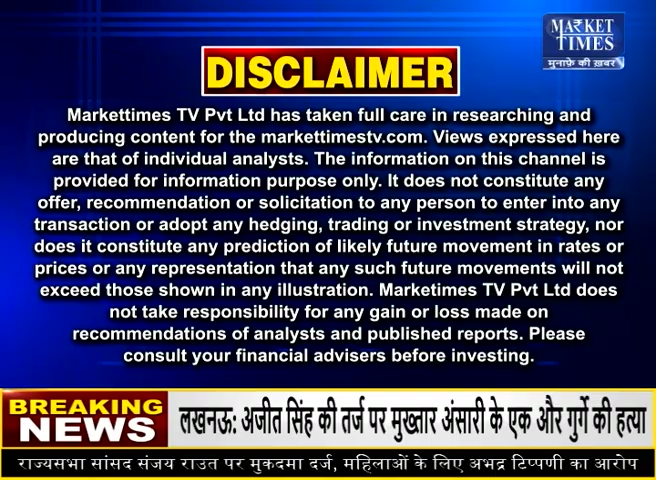 MARKET
TIMES
मुनाफ़े की ख़बर
DISCLAIMER
Markettimes TV Pvt Ltd has taken full care in researching and
producing content for the markettimestv.com. Views expressed here
are that of individual analysts. The information on this channel is
provided for information purpose only. It does not constitute any
offer, recommendation or solicitation to any person to enter into any
transaction or adopt any hedging, trading or investment strategy, nor
does it constitute any prediction of likely future movement in rates or
prices or any representation that any such future movements will not
exceed those shown in any illustration. Marketimes TV Pvt Ltd does
not take responsibility for any gain or loss made on
recommendations of analysts and published reports. Please
consult your financial advisers before investing.
BREAKING
NEWS
लखनऊ: अजीत सिंह की तर्ज पर मुख्तार अंसारी के एक और गुर्गे की हत्या
राज्यसभा सांसद संजय राउत पर मुकदमा दर्ज, महिलाओं के लिए अभद्र टिप्पणी का आरोप